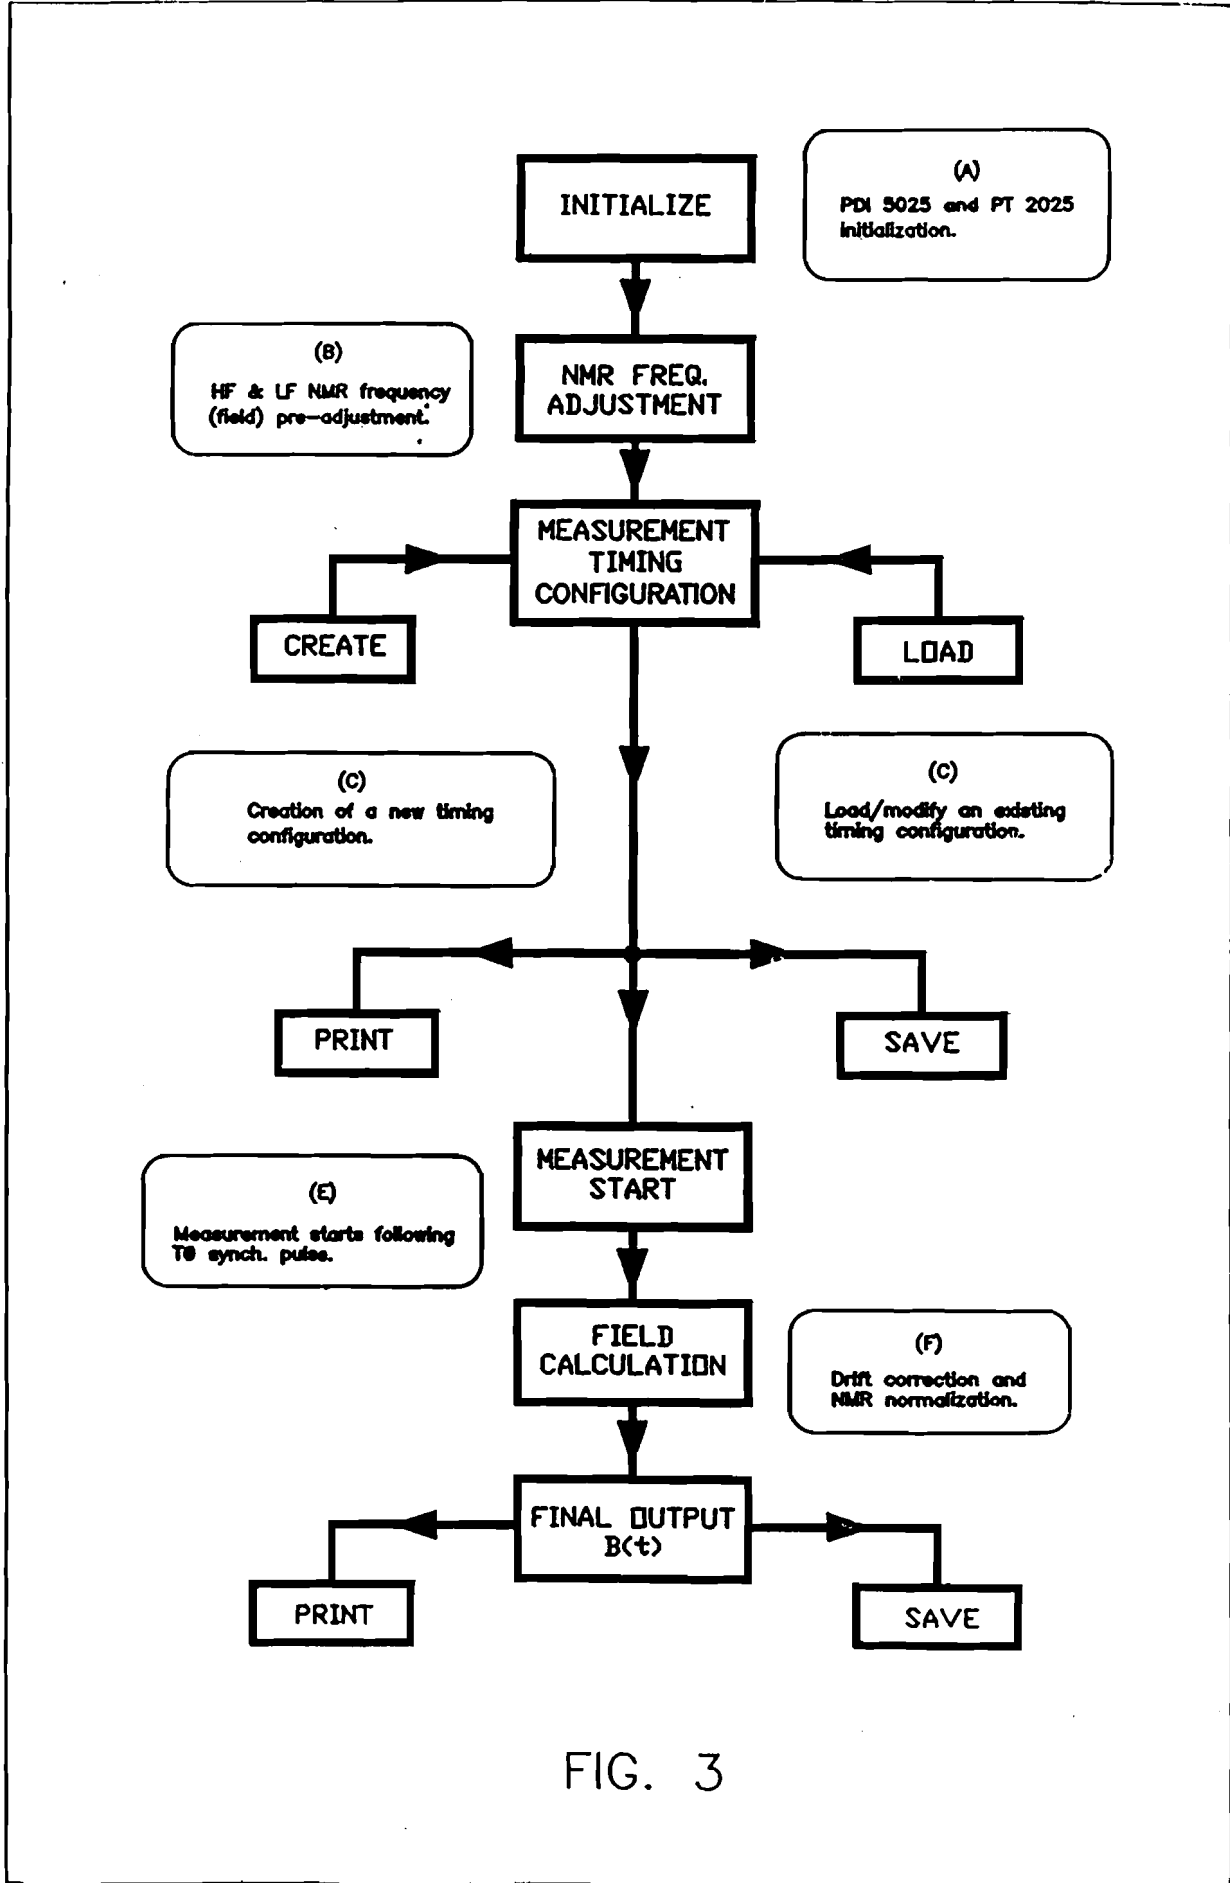 INITIALIZE
(A)
PDI 5025 and PT 2025
initialization.
(B)
HF & LF NMR frequency
(field) pre-adjustment.
NMR FREQ.
ADJUSTMENT
MEASUREMENT
TIMING
CONFIGURATION
CREATE
LOAD
(C)
Creation of a new timing
configuration.
(C)
Load/modify an existing
timing configuration.
PRINT
SAVE
MEASUREMENT
START
(E)
Measurement starts following
T0 synch. pulse.
FIELD
CALCULATION
(F)
Drift correction and
NMR normalization.
FINAL OUTPUT
B(t)
PRINT
SAVE
FIG. 3